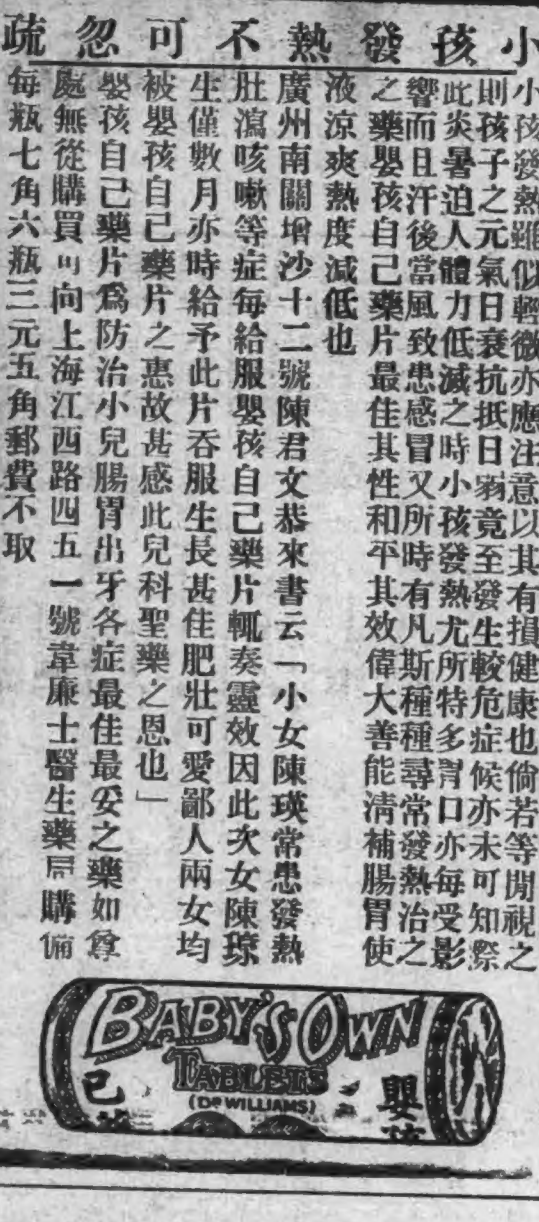 小孩發熱不可忽疏
小孩發熱雖似輕微亦應注意以其有損健康也倘若等閒視之
則孩子之元氣日衰抗抵日弱竟至發生較危症候亦未可知際
此炎暑迫人體力低減之時小孩發熱尤所特多胃口亦每受影
響而且汗後當風致患感冒又所時有凡斯種種尋常發熱治之
之藥嬰孩自己藥片最佳其性和平其效偉大善能清補腸胃使
液涼爽熱度減低也
廣州南關增沙十二號陳君文恭來書云「小女陳瑛常患發熱
肚瀉咳嗽等症每給服嬰孩自己藥片輒奏靈效因此次女陳琼
生僅數月亦時給予此片吞服生長甚佳肥壯可愛鄙人兩女均
被嬰孩自己藥片之惠故甚感此兒科聖藥之恩也」
嬰孩自己藥片爲防治小兒腸胃出牙各症最佳最妥之藥如尊
處無從購買可向上海江西路四五一號韋廉士醫生藥局購備
每瓶七角六瓶三元五角郵費不取
BABY'S OWN
TABLETS
(DR WILLIAMS)
嬰孩
己